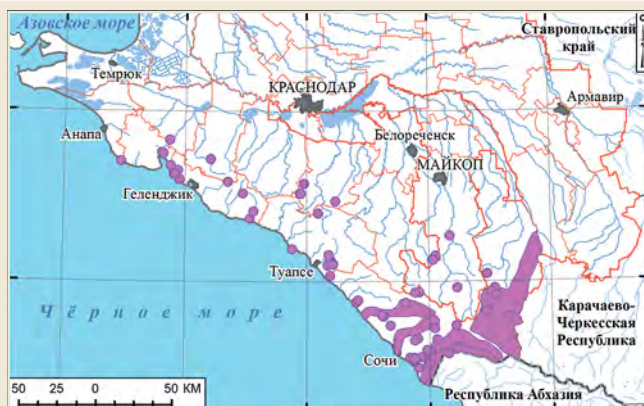 Азовское море
Ставропольский
край
Темрюк
КРАСНОДАР
Армавир
Анапа
Белореченск
МАЙКОП
Геленджик
Туапсе
Чёрное море
Карачаево-
Черкесская
Республика
Сочи
Республика Абхазия
50 25 0 50 КМ